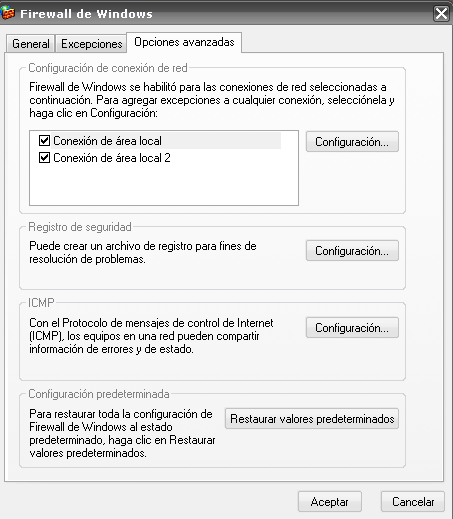 Firewall de Windows
General
Excepciones
Opciones avanzadas
Configuración de conexión de red
Firewall de Windows se habilitó para las conexiones de red seleccionadas a
continuación. Para agregar excepciones a cualquier conexión, selecciónela y
haga clic en Configuración:
Conexión de área local
Conexión de área local 2
Configuración...
Registro de seguridad
Puede crear un archivo de registro para fines de
resolución de problemas.
Configuración...
ICMP
Con el Protocolo de mensajes de control de Internet
(ICMP), los equipos en una red pueden compartir
información de errores y de estado.
Configuración...
Configuración predeterminada
Para restaurar toda la configuración de
Firewall de Windows al estado
predeterminado, haga clic en Restaurar
valores predeterminados.
Restaurar valores predeterminados
Aceptar
Cancelar